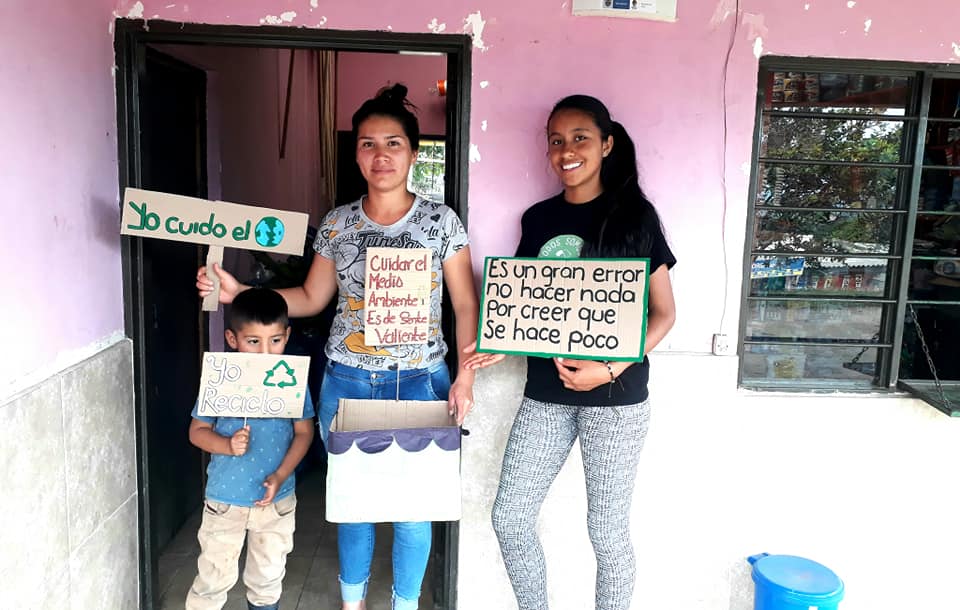 Yo cuido el
Cuidar el
Medio
Ambiente
Es de Gente
Valiente
Yo
Reciclo
Es un gran error
no hacer nada
por creer que
Se hace poco